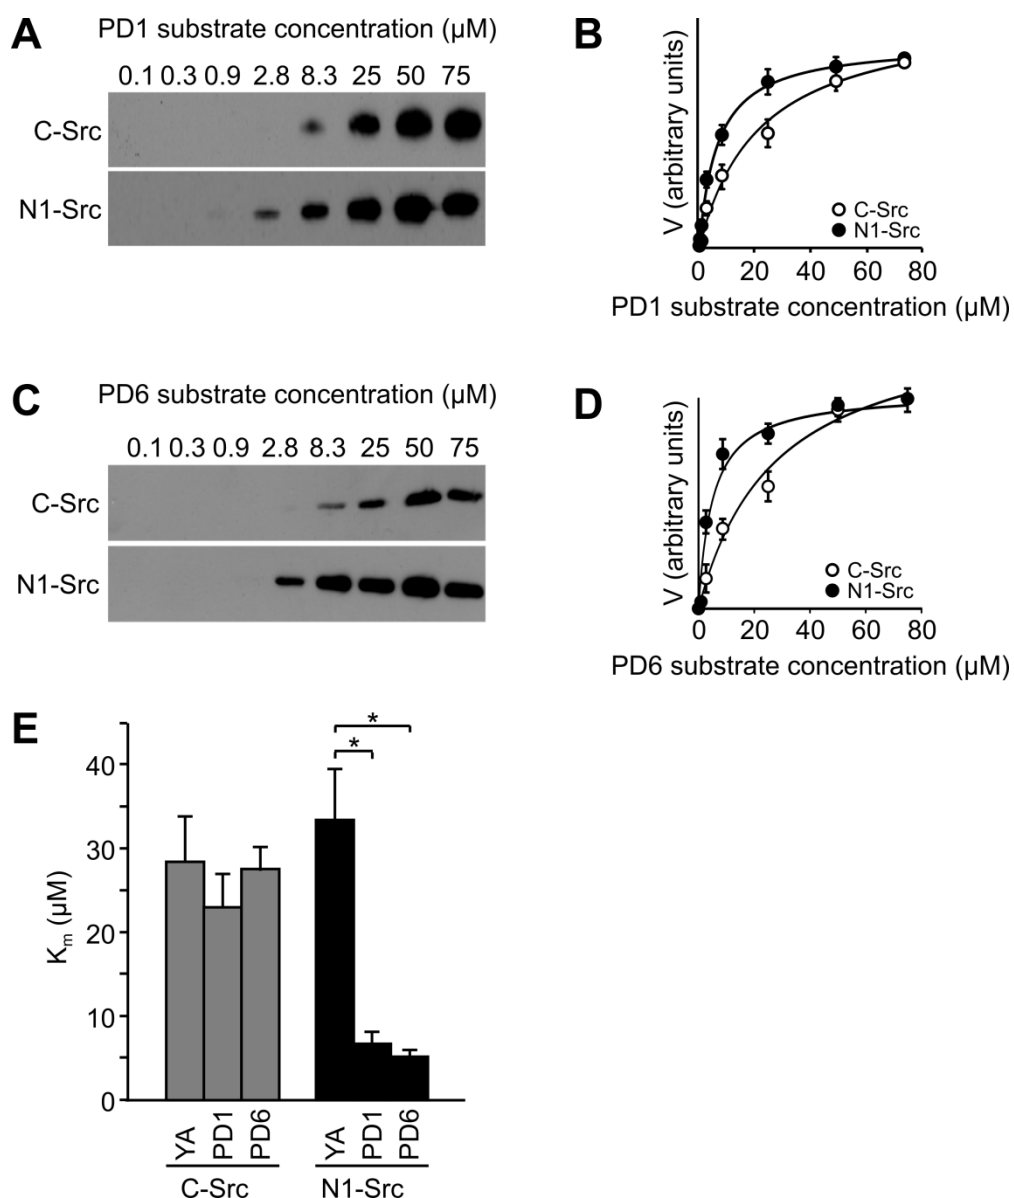 A
PD1 substrate concentration (µM)
0.1 0.3 0.9 2.8 8.3 25 50 75
C-Src
N1-Src
B
V (arbitrary units)
C-Src
N1-Src
0 20 40 60 80
PD1 substrate concentration (µM)
C
PD6 substrate concentration (µM)
0.1 0.3 0.9 2.8 8.3 25 50 75
C-Src
N1-Src
D
V (arbitrary units)
C-Src
N1-Src
0 20 40 60 80
PD6 substrate concentration (µM)
E
*
*
40
30
20
10
0
Km (µM)
YA PD1 PD6 YA PD1 PD6
C-Src N1-Src